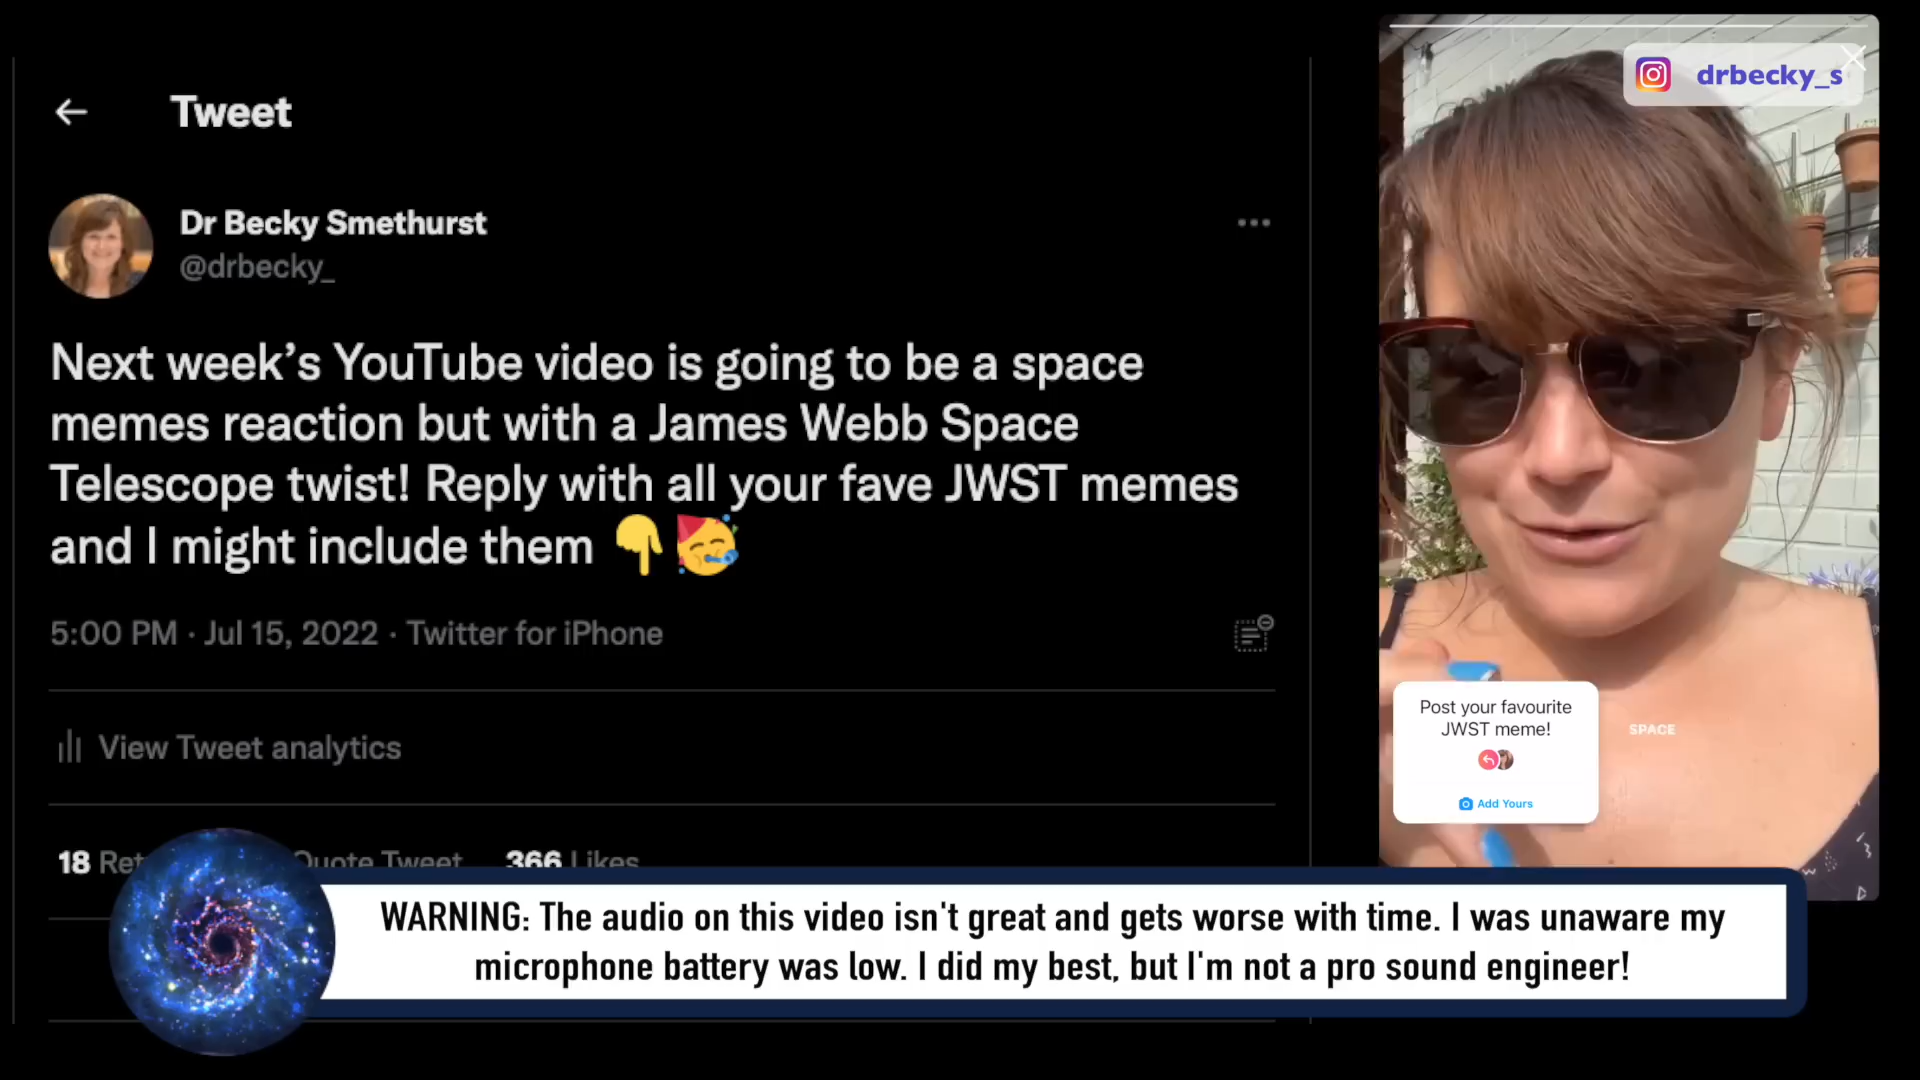 Tweet
Dr Becky Smethurst
@drbecky_
Next week’s YouTube video is going to be a space
memes reaction but with a James Webb Space
Telescope twist! Reply with all your fave JWST memes
and I might include them 👇🥳
5:00 PM · Jul 15, 2022 · Twitter for iPhone
View Tweet analytics
18 Ret Quote Tweet 366 Likes
drbecky_s
Post your favourite
JWST meme!
Add Yours
SPACE
WARNING: The audio on this video isn't great and gets worse with time. I was unaware my
microphone battery was low. I did my best, but I'm not a pro sound engineer!